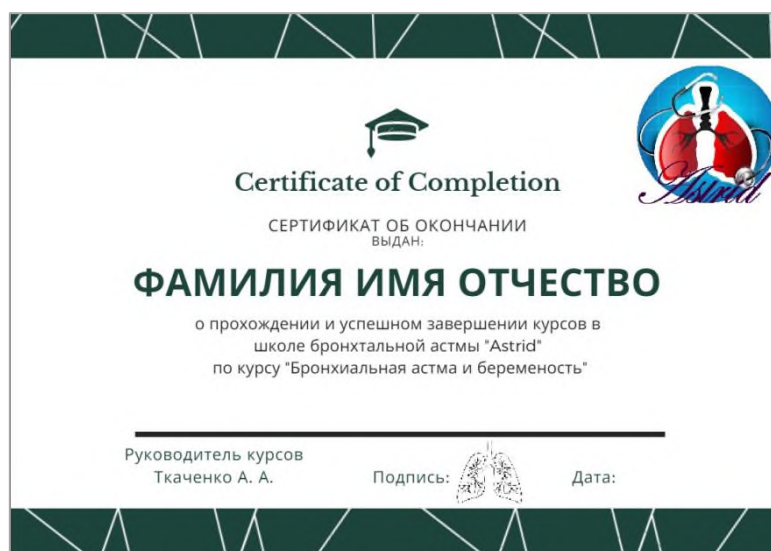 Astrid
Certificate of Completion
СЕРТИФИКАТ ОБ ОКОНЧАНИИ
ВЫДАН:
ФАМИЛИЯ ИМЯ ОТЧЕСТВО
о прохождении и успешном завершении курсов в
школе бронхтальной астмы "Astrid"
по курсу "Бронхиальная астма и беременость"
Руководитель курсов
Ткаченко А. А.
Подпись:
Дата: